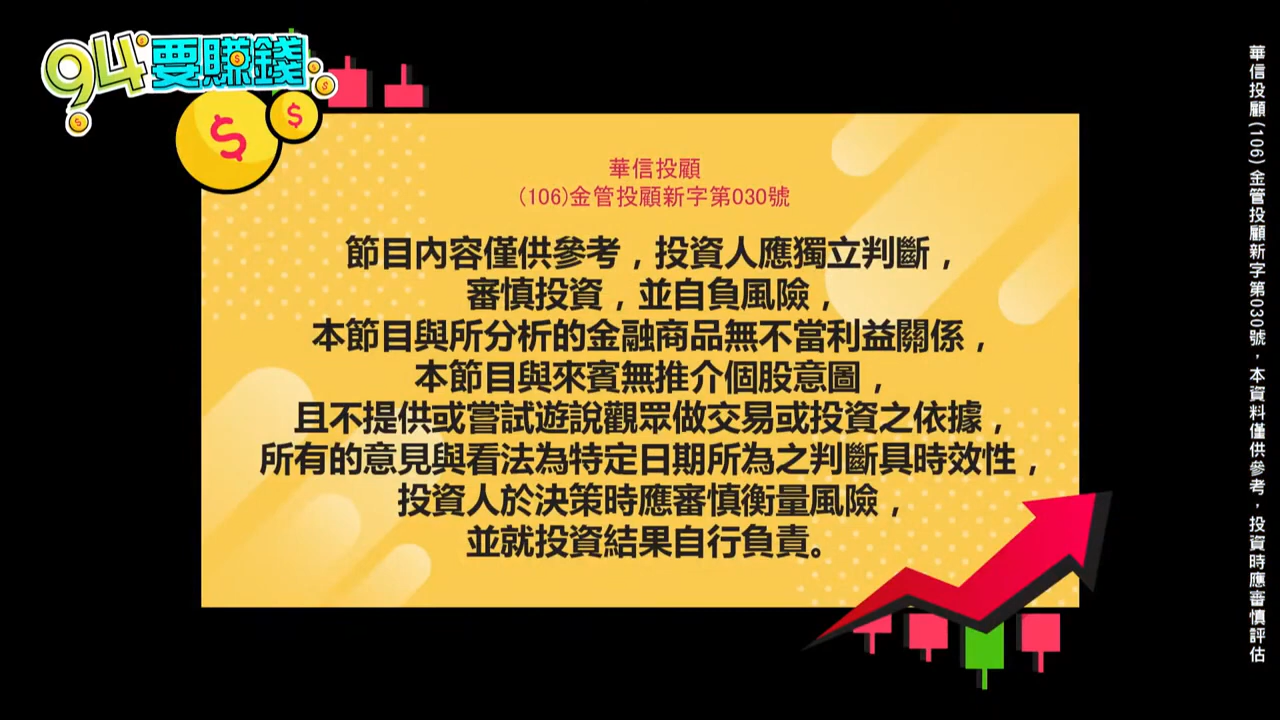 94要賺錢
華信投顧
(106)金管投顧新字第030號
節目內容僅供參考，投資人應獨立判斷，
審慎投資，並自負風險，
本節目與所分析的金融商品無不當利益關係，
本節目與來賓無推介個股意圖，
且不提供或嘗試遊說觀眾做交易或投資之依據，
所有的意見與看法為特定日期所為之判斷具時效性，
投資人於決策時應審慎衡量風險，
並就投資結果自行負責。
華信投顧(106)金管投顧新字第030號，本資料僅供參考，投資時應審慎評估
$
$